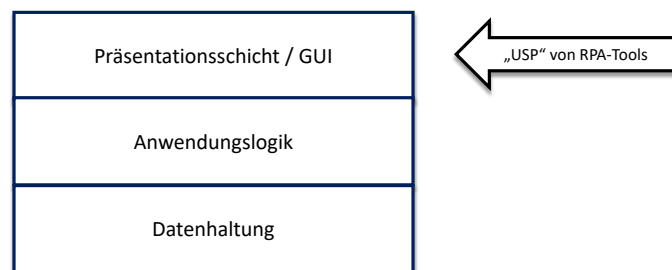 Präsentationsschicht / GUI
„USP“ von RPA-Tools
Anwendungslogik
Datenhaltung